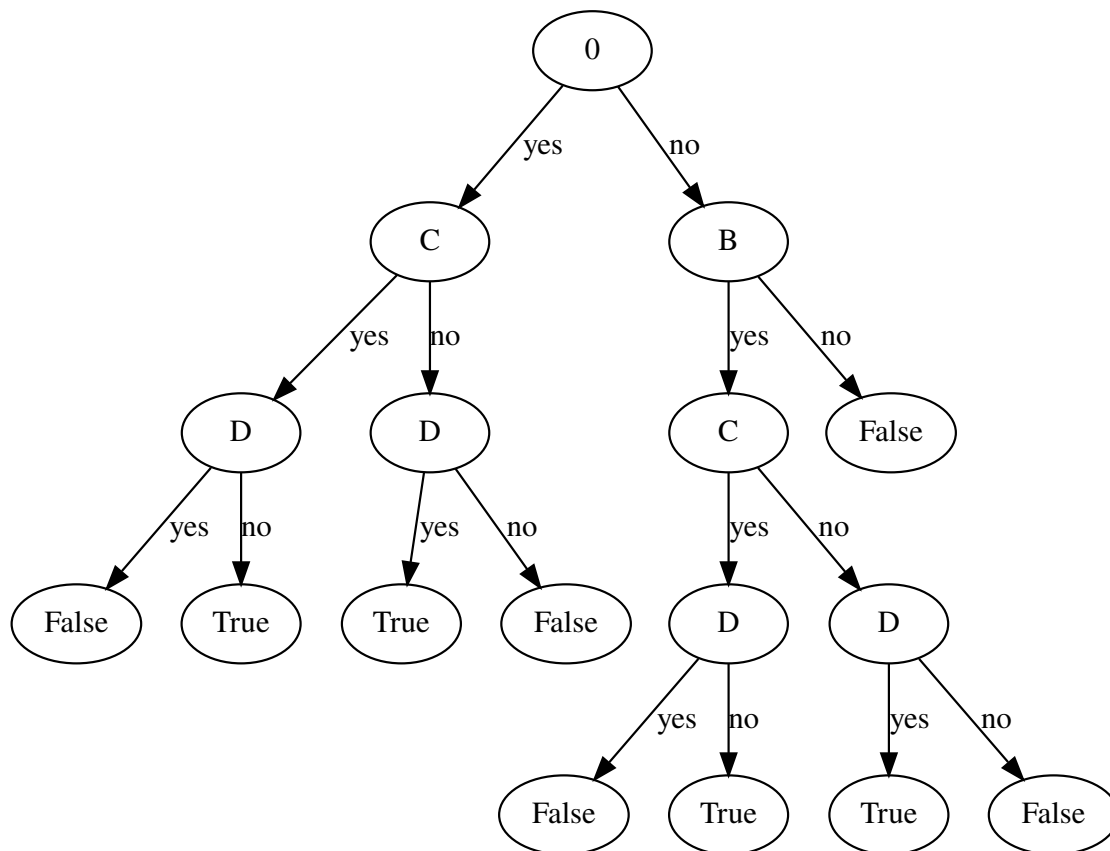 0
yes no
C B
yes no yes no
D D C False
yes no yes no yes no
False True True False D D
yes no yes no
False True True False